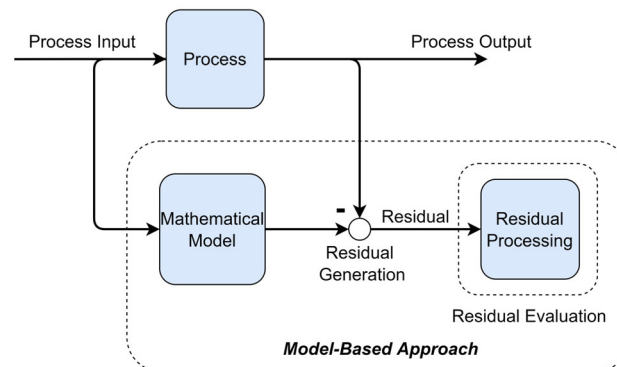 Process Input
Process
Process Output
Mathematical
Model
-
Residual
Generation
Residual
Residual
Processing
Residual Evaluation
Model-Based Approach